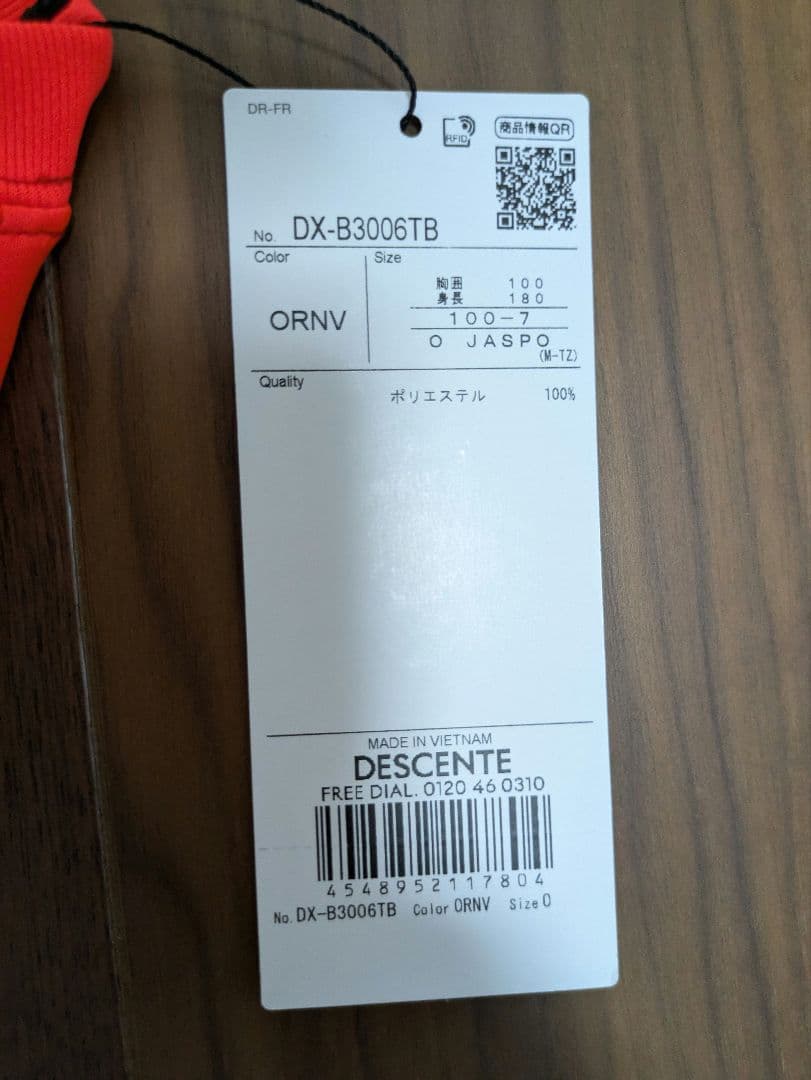 DR-FR
RFID
商品情報QR
No. DX-B3006TB
Color
Size
ORNV
胸囲 100
身長 180
100-7
O JASPO
(M-TZ)
Quality
ポリエステル 100%
MADE IN VIETNAM
DESCENTE
FREE DIAL. 0120 46 0310
4548952117804
No. DX-B3006TB Color ORNV Size O